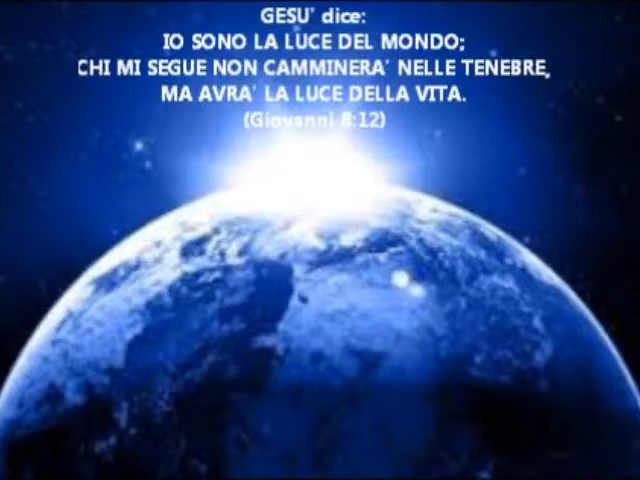 GESU' dice:
IO SONO LA LUCE DEL MONDO;
CHI MI SEGUE NON CAMMINERA' NELLE TENEBRE,
MA AVRA' LA LUCE DELLA VITA.
(Giovanni 8:12)